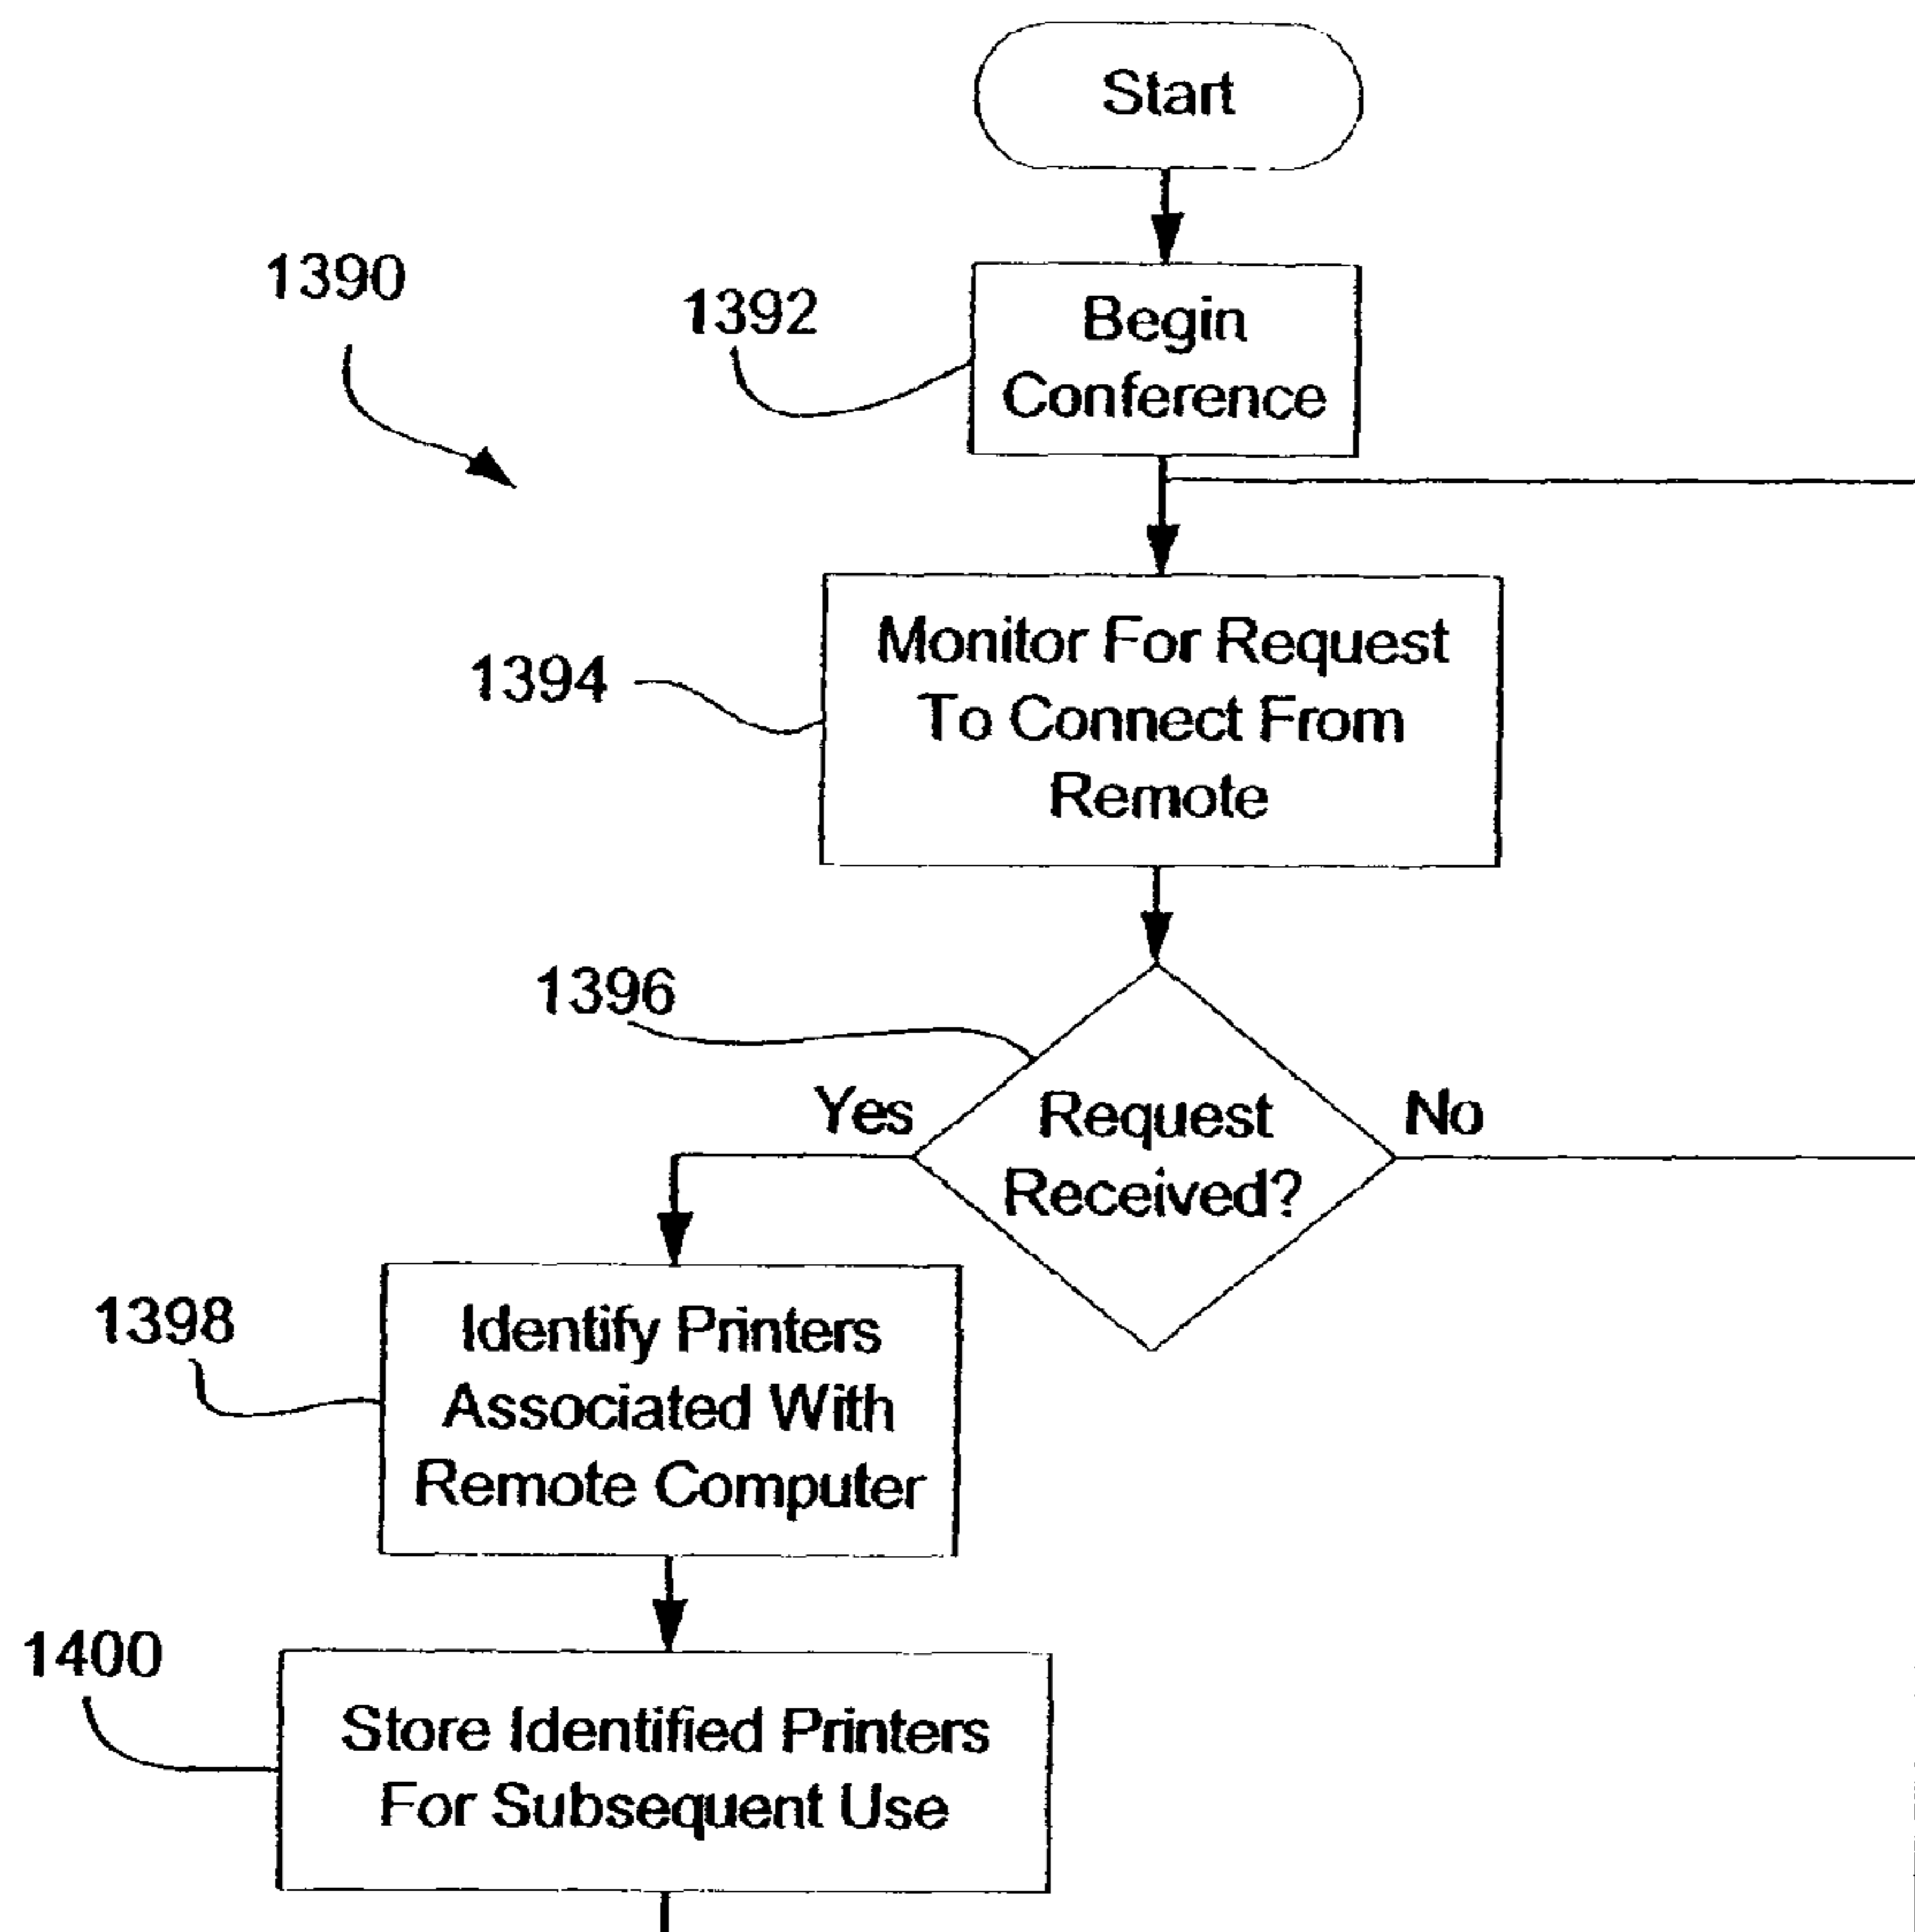 Start
1390
1392
Begin
Conference
1394
Monitor For Request
To Connect From
Remote
1396
Yes
Request
Received?
No
1398
Identify Printers
Associated With
Remote Computer
1400
Store Identified Printers
For Subsequent Use